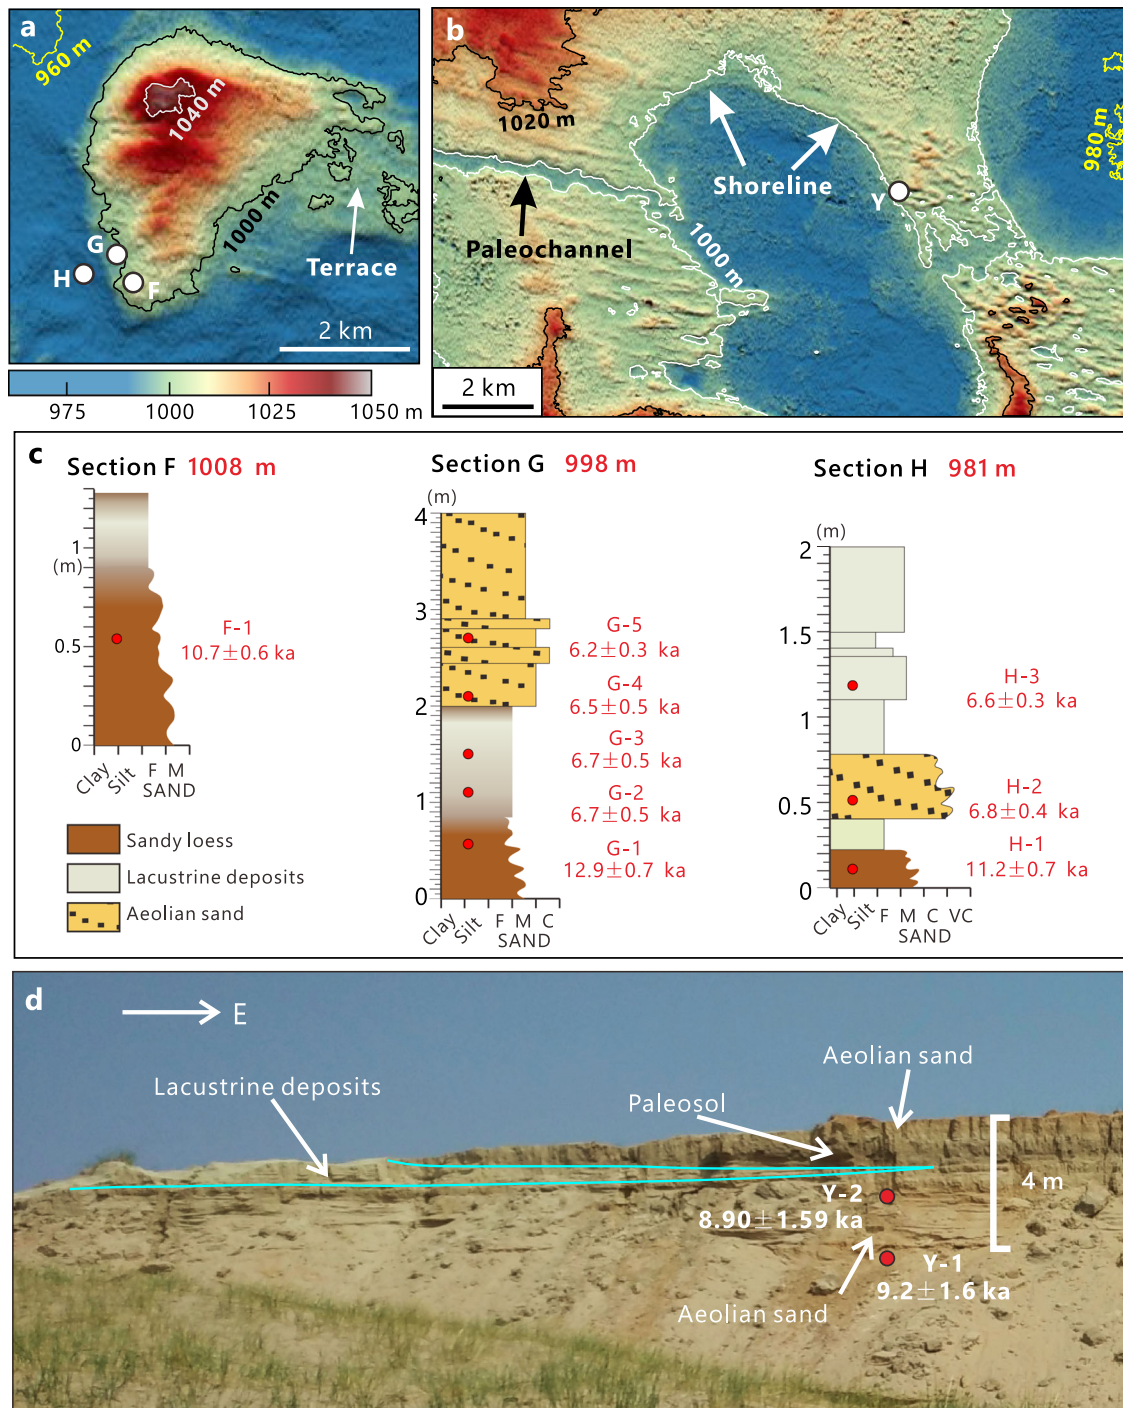 a
960 m
1040 m
1000 m
G
H
F
Terrace
2 km
975
1000
1025
1050 m
b
1020 m
Shoreline
980 m
Y
Paleochannel
1000 m
2 km
c
Section F 1008 m
1
(m)
0.5
0
F-1
10.7±0.6 ka
Clay
Silt
F M
SAND
Sandy loess
Lacustrine deposits
Aeolian sand
Section G 998 m
(m)
4
3
2
1
0
G-5
6.2±0.3 ka
G-4
6.5±0.5 ka
G-3
6.7±0.5 ka
G-2
6.7±0.5 ka
G-1
12.9±0.7 ka
Clay
Silt
F M C
SAND
Section H 981 m
(m)
2
1.5
1
0.5
0
H-3
6.6±0.3 ka
H-2
6.8±0.4 ka
H-1
11.2±0.7 ka
Clay
Silt
F M C VC
SAND
d
E
Aeolian sand
Lacustrine deposits
Paleosol
4 m
Y-2
8.90±1.59 ka
Y-1
9.2±1.6 ka
Aeolian sand